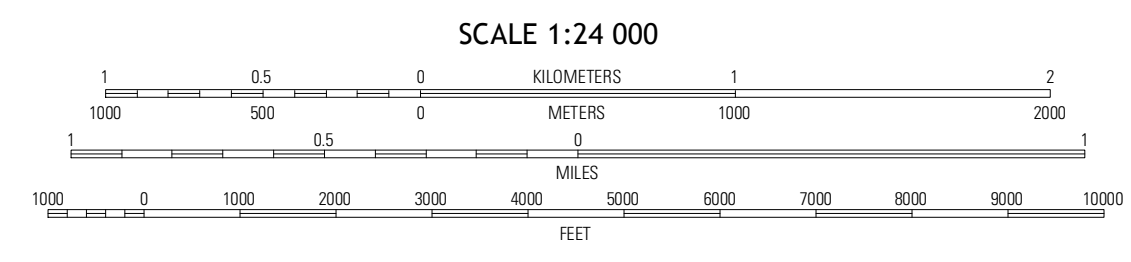 SCALE 1:24 000
1 0.5 0 KILOMETERS 1 2
1000 500 0 METERS 1000 2000
1 0.5 0 1
MILES
1000 0 1000 2000 3000 4000 5000 6000 7000 8000 9000 10000
FEET